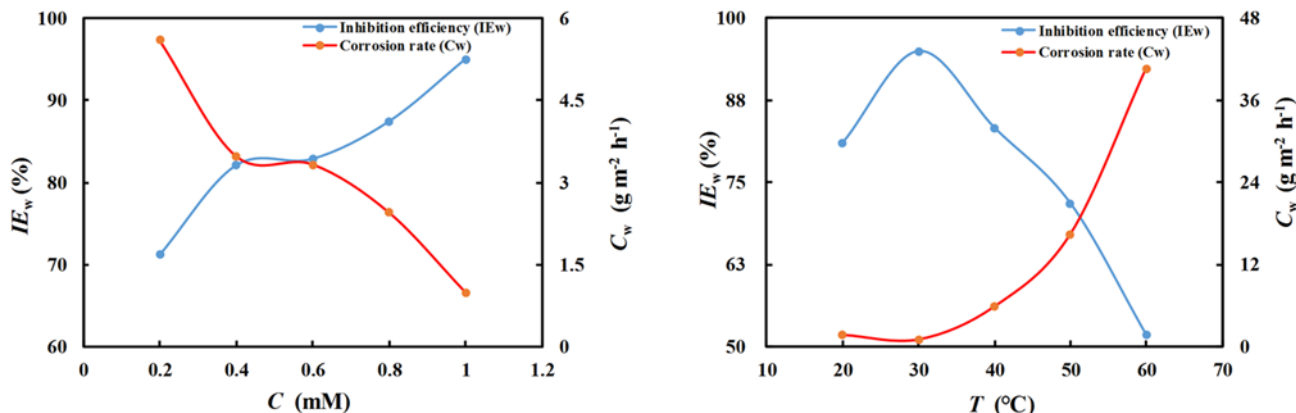 100
90
80
70
60
IEw (%)
Inhibition efficiency (IEw)
Corrosion rate (Cw)
6
4.5
3
1.5
0
Cw (g m-2 h-1)
0 0.2 0.4 0.6 0.8 1 1.2
C (mM)
100
88
75
63
50
IEw (%)
Inhibition efficiency (IEw)
Corrosion rate (Cw)
48
36
24
12
0
Cw (g m-2 h-1)
10 20 30 40 50 60 70
T (°C)